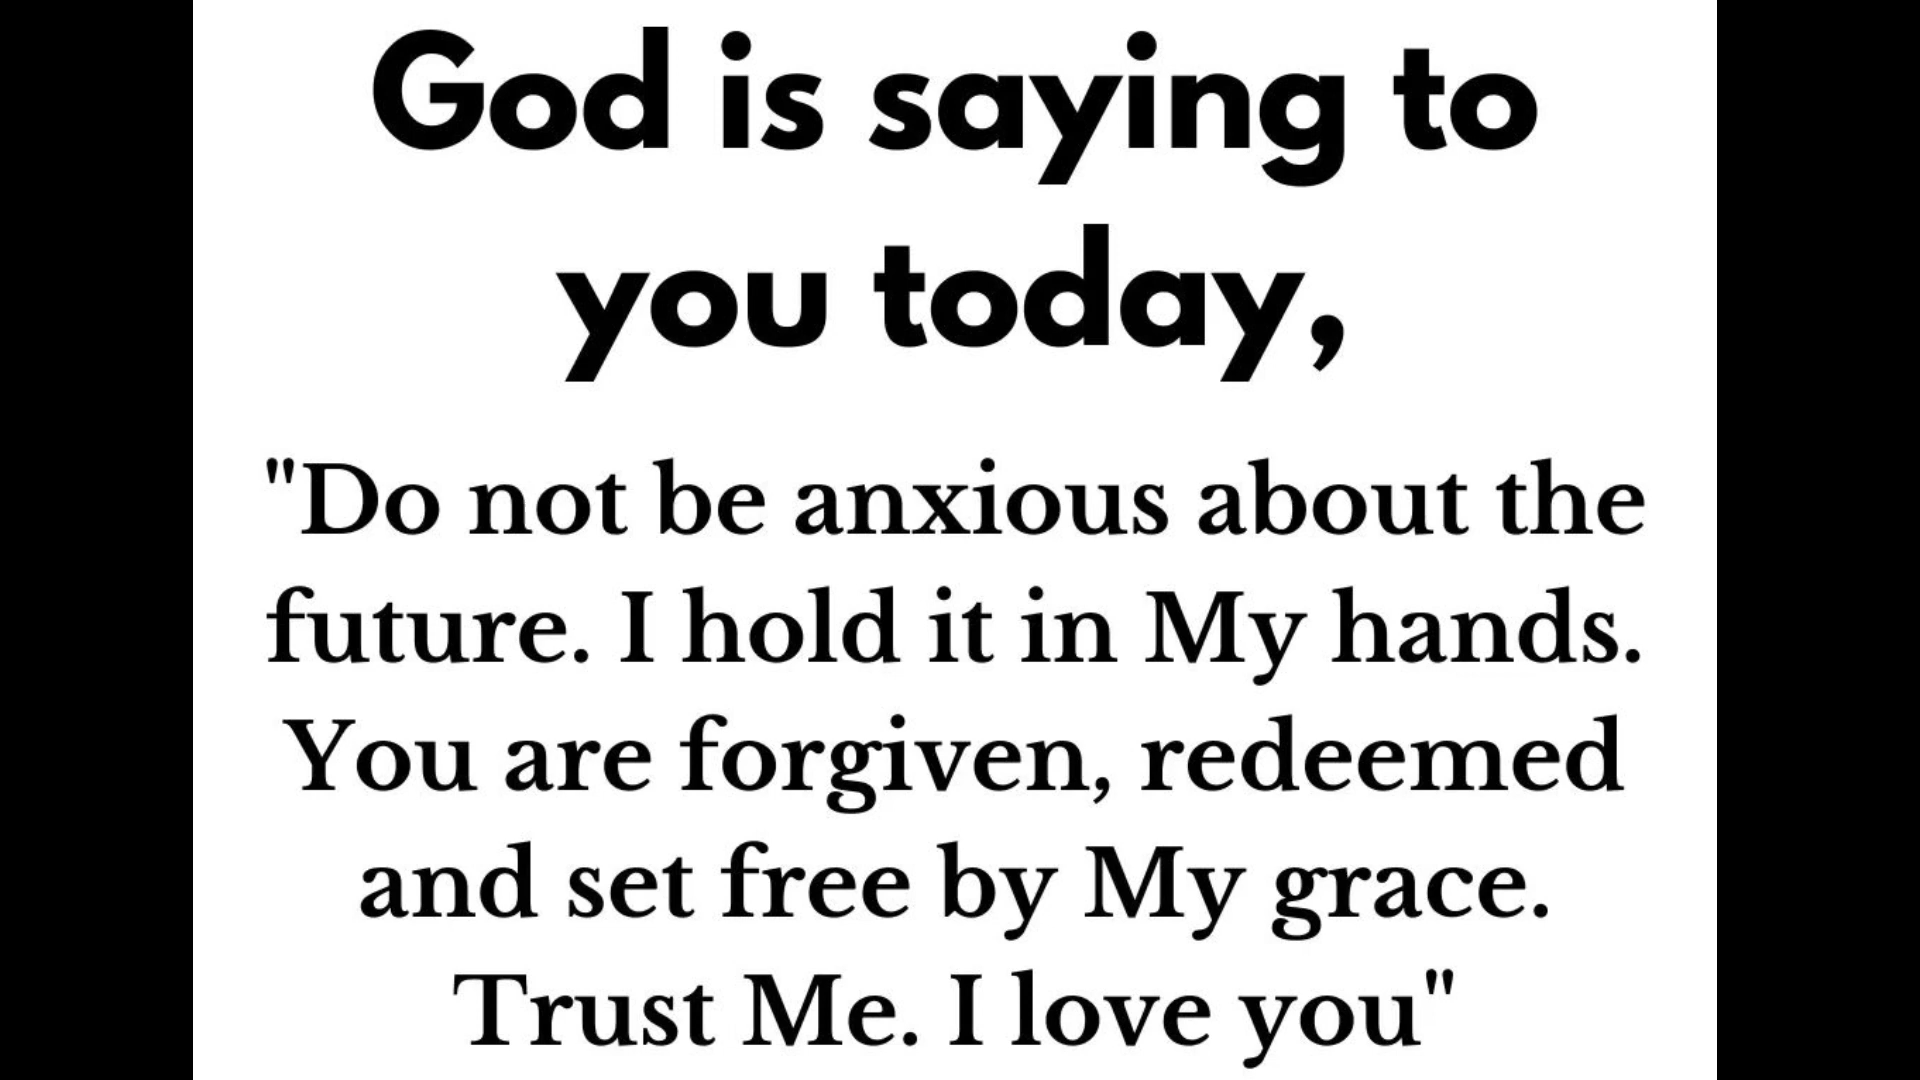 God is saying to
you today,
"Do not be anxious about the
future. I hold it in My hands.
You are forgiven, redeemed
and set free by My grace.
Trust Me. I love you"